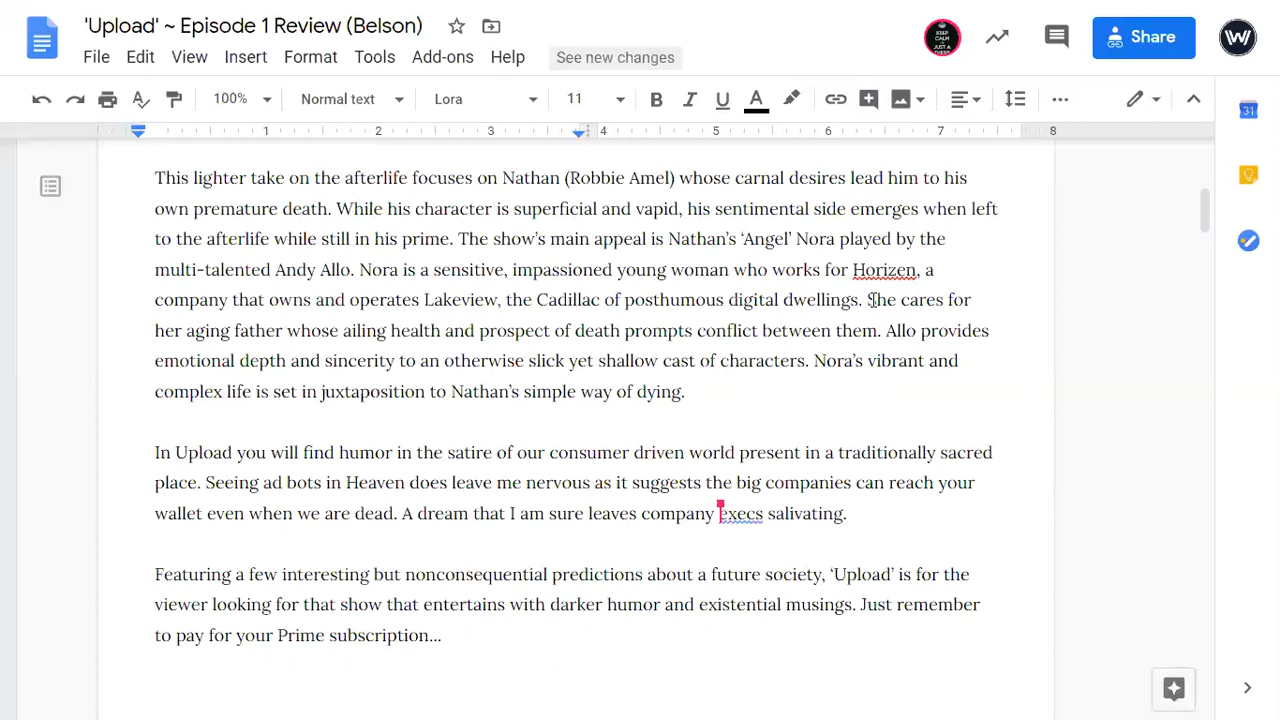 'Upload' ~ Episode 1 Review (Belson)
File Edit View Insert Format Tools Add-ons Help See new changes
KEEP CALM JUST A
Share
W
100% Normal text Lora 11 B I U A
1 2 3 4 5 6 7 8
31
This lighter take on the afterlife focuses on Nathan (Robbie Amel) whose carnal desires lead him to his
own premature death. While his character is superficial and vapid, his sentimental side emerges when left
to the afterlife while still in his prime. The show's main appeal is Nathan's ‘Angel’ Nora played by the
multi-talented Andy Allo. Nora is a sensitive, impassioned young woman who works for Horizen, a
company that owns and operates Lakeview, the Cadillac of posthumous digital dwellings. She cares for
her aging father whose ailing health and prospect of death prompts conflict between them. Allo provides
emotional depth and sincerity to an otherwise slick yet shallow cast of characters. Nora’s vibrant and
complex life is set in juxtaposition to Nathan’s simple way of dying.
In Upload you will find humor in the satire of our consumer driven world present in a traditionally sacred
place. Seeing ad bots in Heaven does leave me nervous as it suggests the big companies can reach your
wallet even when we are dead. A dream that I am sure leaves company execs salivating.
Featuring a few interesting but nonconsequential predictions about a future society, ‘Upload’ is for the
viewer looking for that show that entertains with darker humor and existential musings. Just remember
to pay for your Prime subscription...